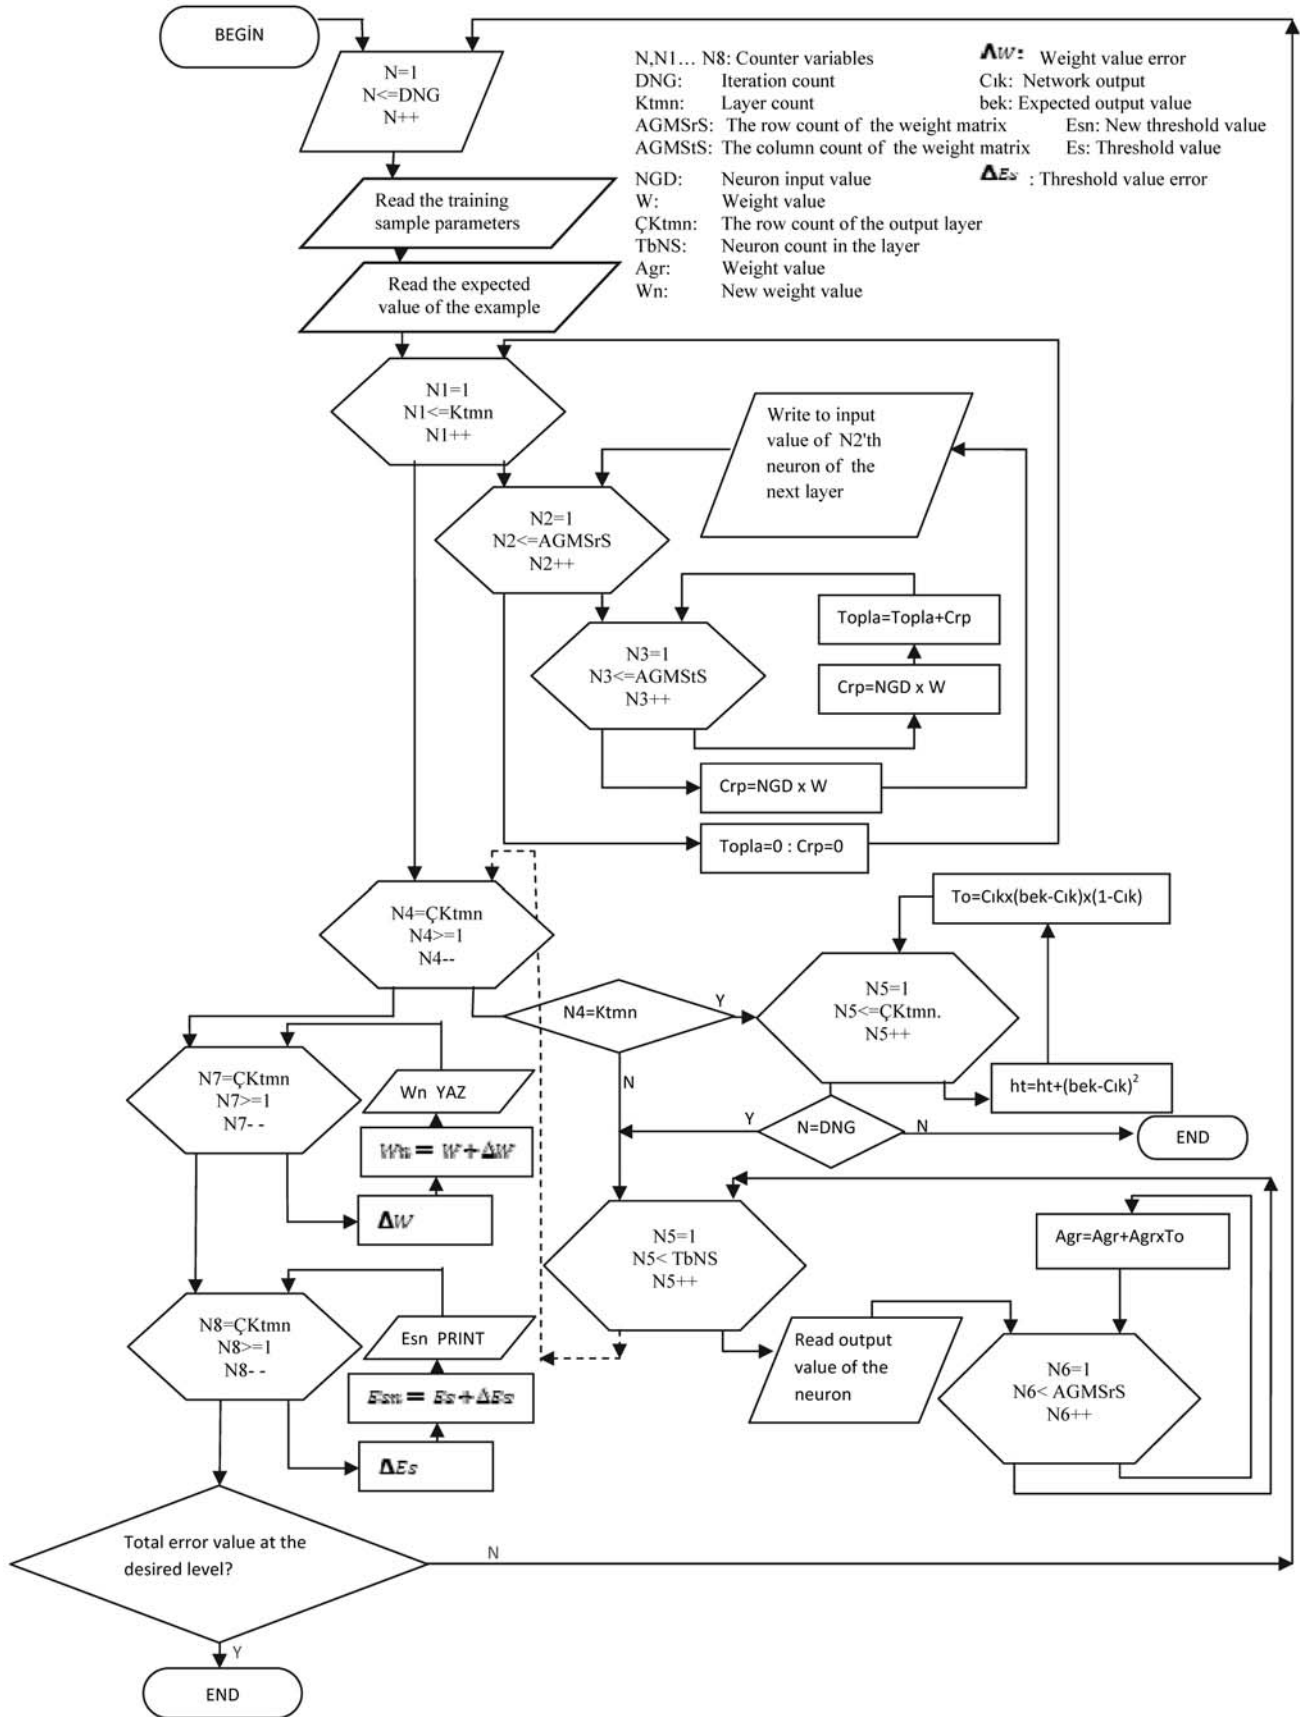 BEGİN
N=1
N<=DNG
N++
N,N1... N8: Counter variables
ΔW: Weight value error
DNG: Iteration count
Cık: Network output
Ktmn: Layer count
bek: Expected output value
AGMSrS: The row count of the weight matrix
Esn: New threshold value
AGMStS: The column count of the weight matrix
Es: Threshold value
NGD: Neuron input value
ΔEs : Threshold value error
W: Weight value
ÇKtmn: The row count of the output layer
TbNS: Neuron count in the layer
Agr: Weight value
Wn: New weight value
Read the training
sample parameters
Read the expected
value of the example
N1=1
N1<=Ktmn
N1++
Write to input
value of N2'th
neuron of the
next layer
N2=1
N2<=AGMSrS
N2++
Topla=Topla+Crp
N3=1
N3<=AGMStS
N3++
Crp=NGD x W
Crp=NGD x W
Topla=0 : Crp=0
N4=ÇKtmn
N4>=1
N4--
To=Cıkx(bek-Cık)x(1-Cık)
N4=Ktmn
Y
N
N5=1
N5<=ÇKtmn.
N5++
ht=ht+(bek-Cık)²
N7=ÇKtmn
N7>=1
N7- -
Wn YAZ
Wn = W+ΔW
ΔW
Y
N=DNG
N
END
N5=1
N5< TbNS
N5++
Agr=Agr+AgrxTo
N8=ÇKtmn
N8>=1
N8- -
Esn PRINT
Esn = Es+ΔEs
ΔEs
Read output
value of the
neuron
N6=1
N6< AGMSrS
N6++
Total error value at the
desired level?
N
Y
END